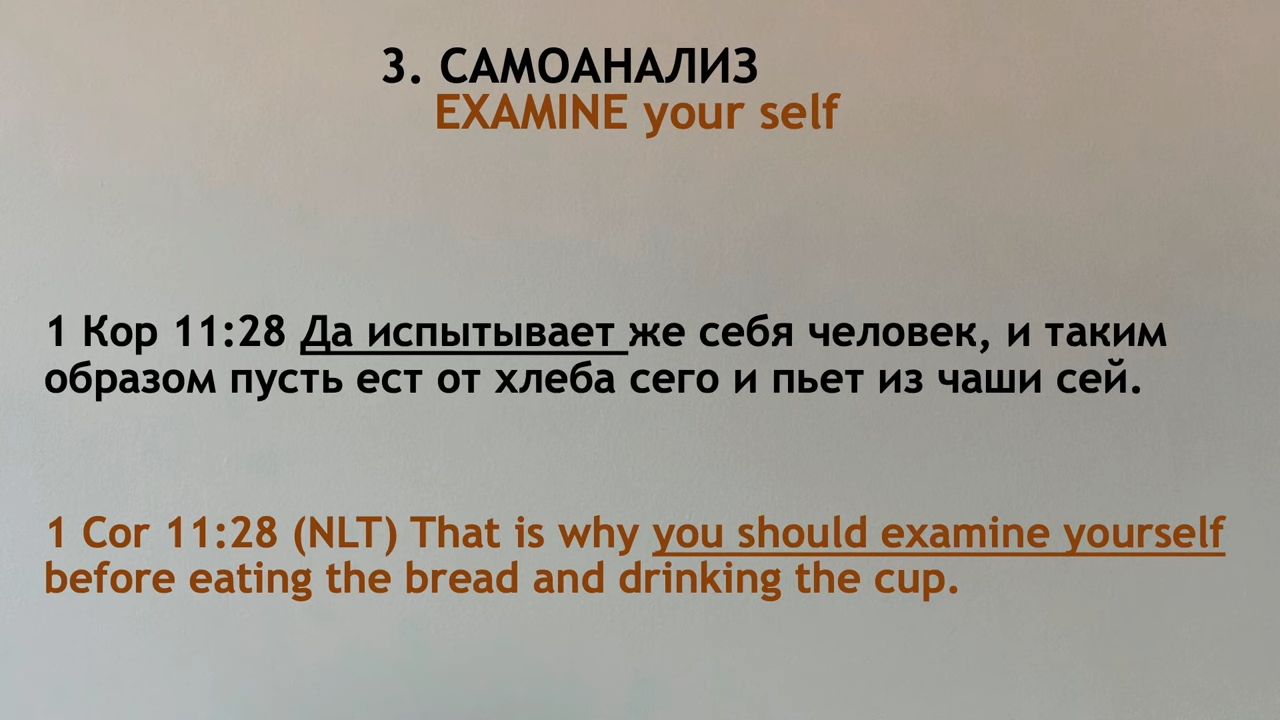 3. САМОАНАЛИЗ
EXAMINE your self
1 Кор 11:28 Да испытывает же себя человек, и таким
образом пусть ест от хлеба сего и пьет из чаши сей.
1 Cor 11:28 (NLT) That is why you should examine yourself
before eating the bread and drinking the cup.